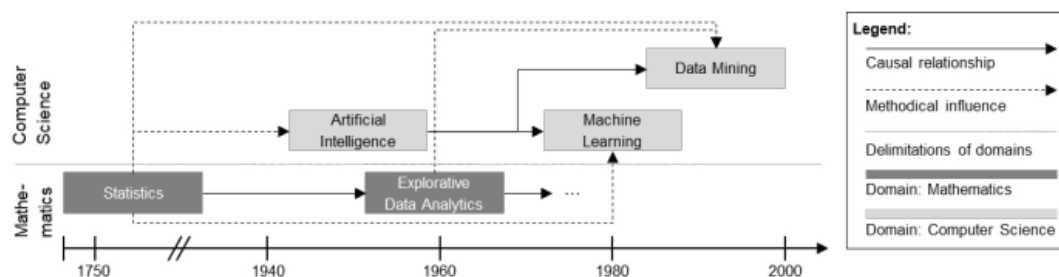 Computer
Science
Data Mining
Artificial
Intelligence
Machine
Learning
Mathe-
matics
Statistics
Explorative
Data Analytics
...
1750
1940
1960
1980
2000
Legend:
Causal relationship
Methodical influence
Delimitations of domains
Domain: Mathematics
Domain: Computer Science